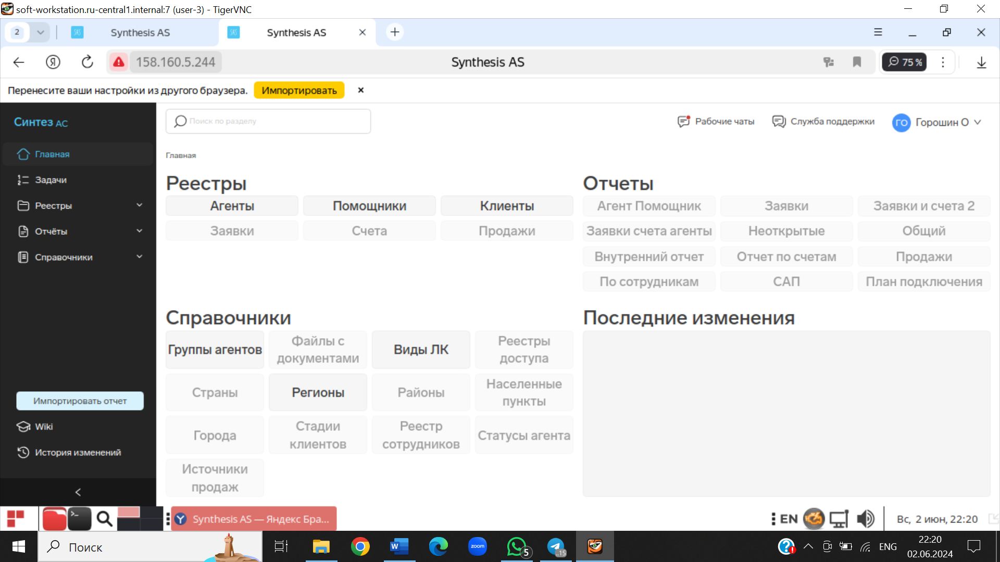 soft-workstation.ru-central1.internal:7 (user-3) - TigerVNC
2 SAS Synthesis AS SAS Synthesis AS
Я 158.160.5.244 Synthesis AS 75 %
Перенесите ваши настройки из другого браузера. Импортировать
Синтез АС
Главная
Задачи
Реестры
Отчёты
Справочники
Импортировать отчет
Wiki
История изменений
Поиск по разделу
Рабочие чаты Служба поддержки ГО Горошин О
Главная
Реестры
Агенты Помощники Клиенты
Заявки Счета Продажи
Отчеты
Агент Помощник Заявки Заявки и счета 2
Заявки счета агенты Неоткрытые Общий
Внутренний отчет Отчет по счетам Продажи
По сотрудникам САП План подключения
Справочники
Группы агентов Файлы с документами Виды ЛК Реестры доступа
Страны Регионы Районы Населенные пункты
Города Стадии клиентов Реестр сотрудников Статусы агента
Источники продаж
Последние изменения
Synthesis AS — Яндекс Бра...
EN Вс, 2 июн, 22:20
Поиск
W zoom 5 ..15
ENG 22:20
02.06.2024